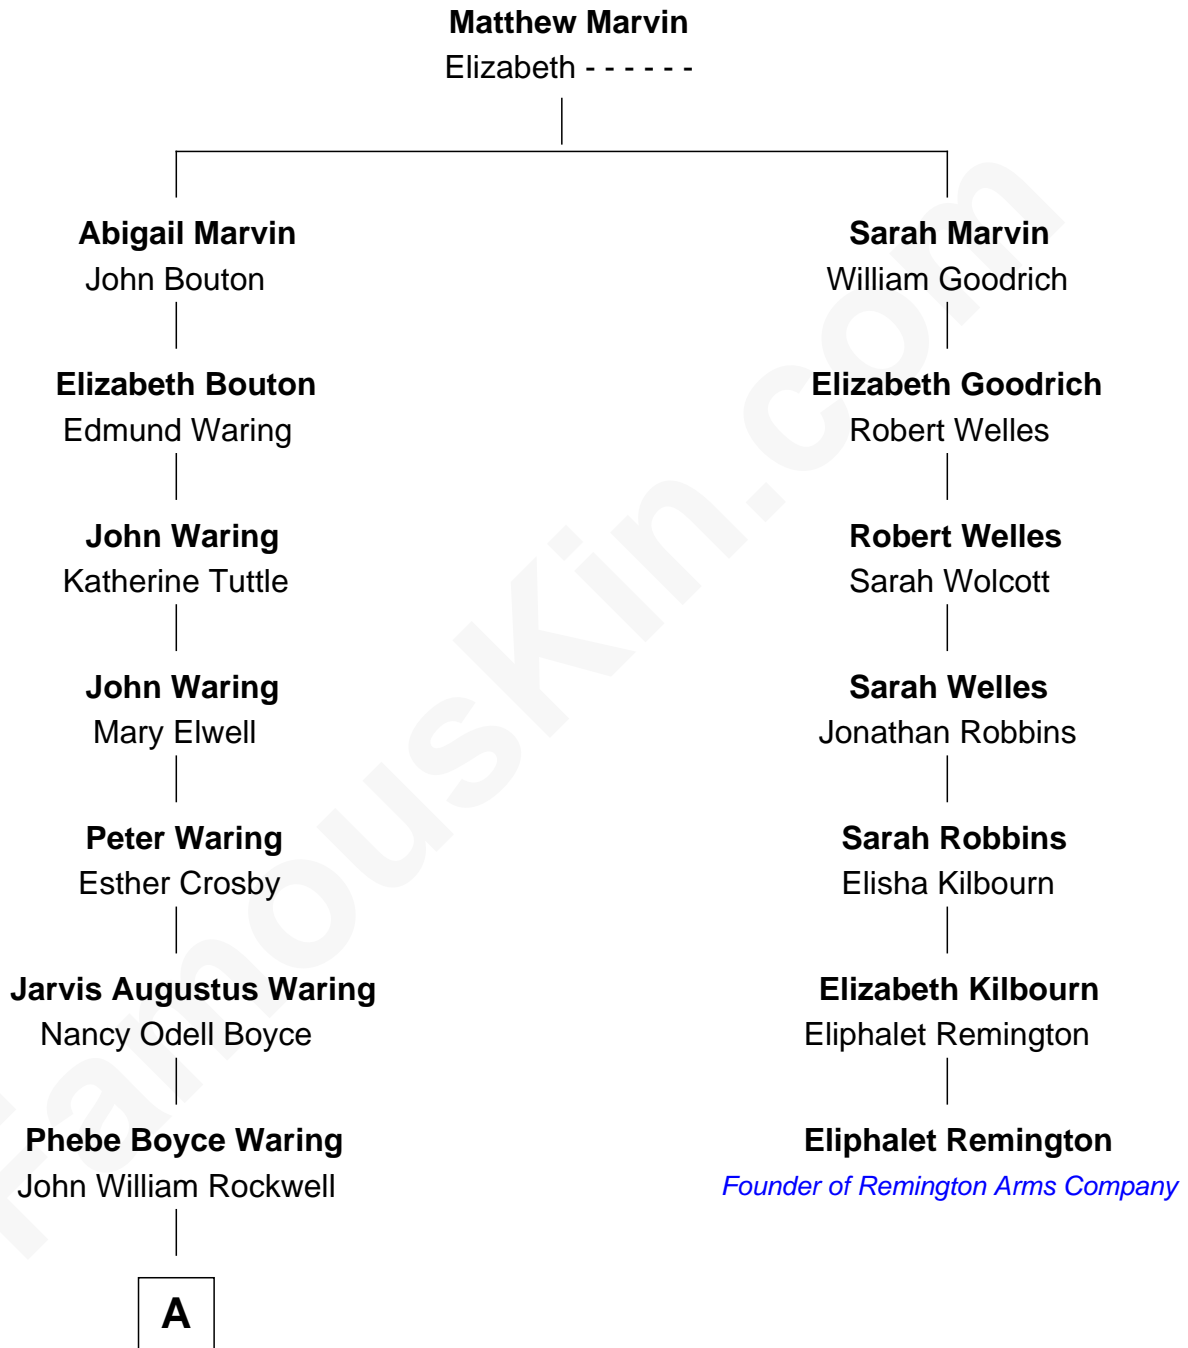 Matthew Marvin
Elizabeth - - - - - -
Abigail Marvin
John Bouton
Sarah Marvin
William Goodrich
Elizabeth Bouton
Edmund Waring
Elizabeth Goodrich
Robert Welles
John Waring
Katherine Tuttle
Robert Welles
Sarah Wolcott
John Waring
Mary Elwell
Sarah Welles
Jonathan Robbins
Peter Waring
Esther Crosby
Sarah Robbins
Elisha Kilbourn
Jarvis Augustus Waring
Nancy Odell Boyce
Elizabeth Kilbourn
Eliphalet Remington
Phebe Boyce Waring
John William Rockwell
Eliphalet Remington
Founder of Remington Arms Company
A
FamousKin.com